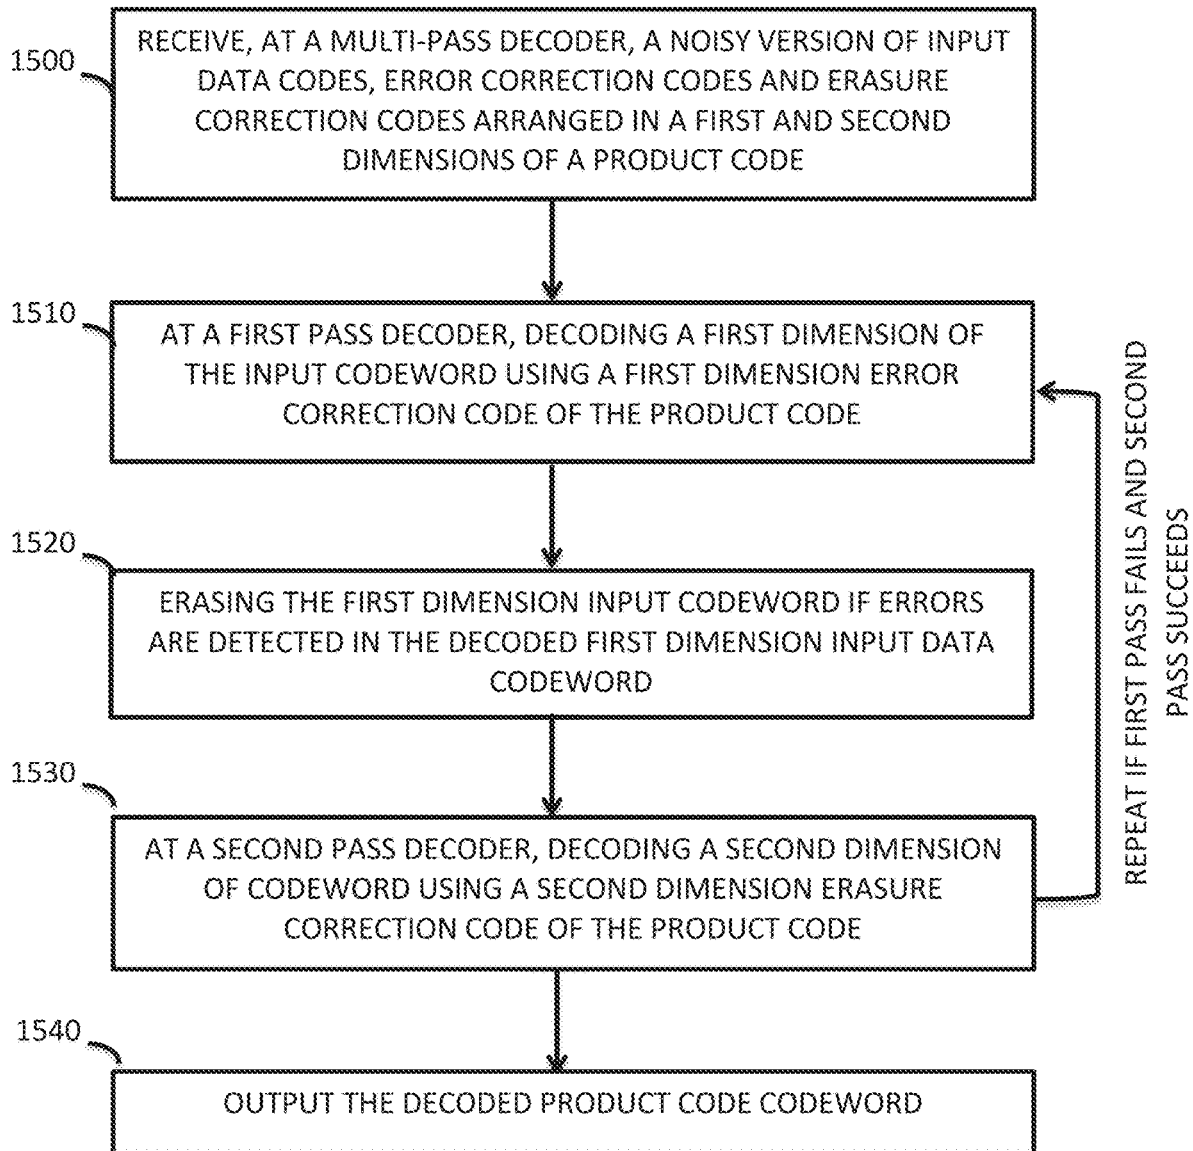 1500
RECEIVE, AT A MULTI-PASS DECODER, A NOISY VERSION OF INPUT
DATA CODES, ERROR CORRECTION CODES AND ERASURE
CORRECTION CODES ARRANGED IN A FIRST AND SECOND
DIMENSIONS OF A PRODUCT CODE
1510
AT A FIRST PASS DECODER, DECODING A FIRST DIMENSION OF
THE INPUT CODEWORD USING A FIRST DIMENSION ERROR
CORRECTION CODE OF THE PRODUCT CODE
1520
ERASING THE FIRST DIMENSION INPUT CODEWORD IF ERRORS
ARE DETECTED IN THE DECODED FIRST DIMENSION INPUT DATA
CODEWORD
1530
AT A SECOND PASS DECODER, DECODING A SECOND DIMENSION
OF CODEWORD USING A SECOND DIMENSION ERASURE
CORRECTION CODE OF THE PRODUCT CODE
REPEAT IF FIRST PASS FAILS AND SECOND
PASS SUCCEEDS
1540
OUTPUT THE DECODED PRODUCT CODE CODEWORD